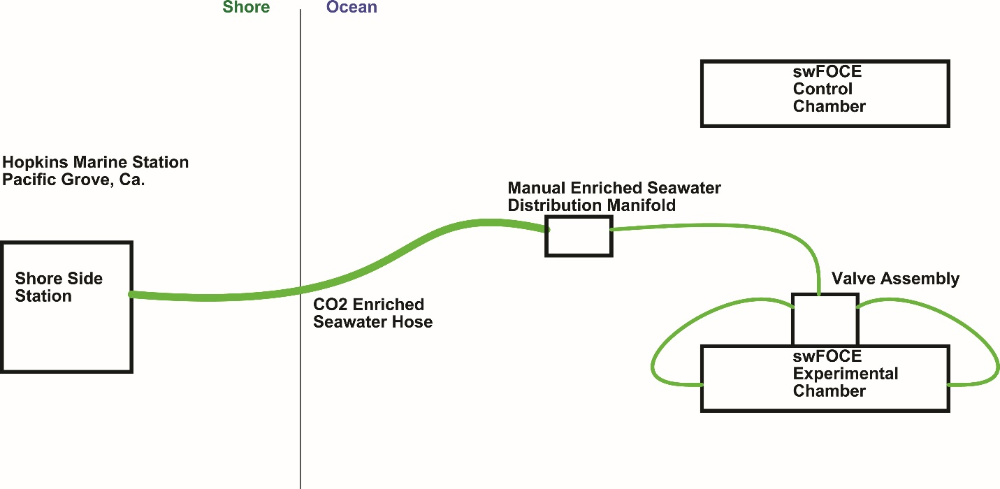 Shore
Ocean
swFOCE
Control
Chamber
Hopkins Marine Station
Pacific Grove, Ca.
Manual Enriched Seawater
Distribution Manifold
Shore Side
Station
Valve Assembly
CO2 Enriched
Seawater Hose
swFOCE
Experimental
Chamber